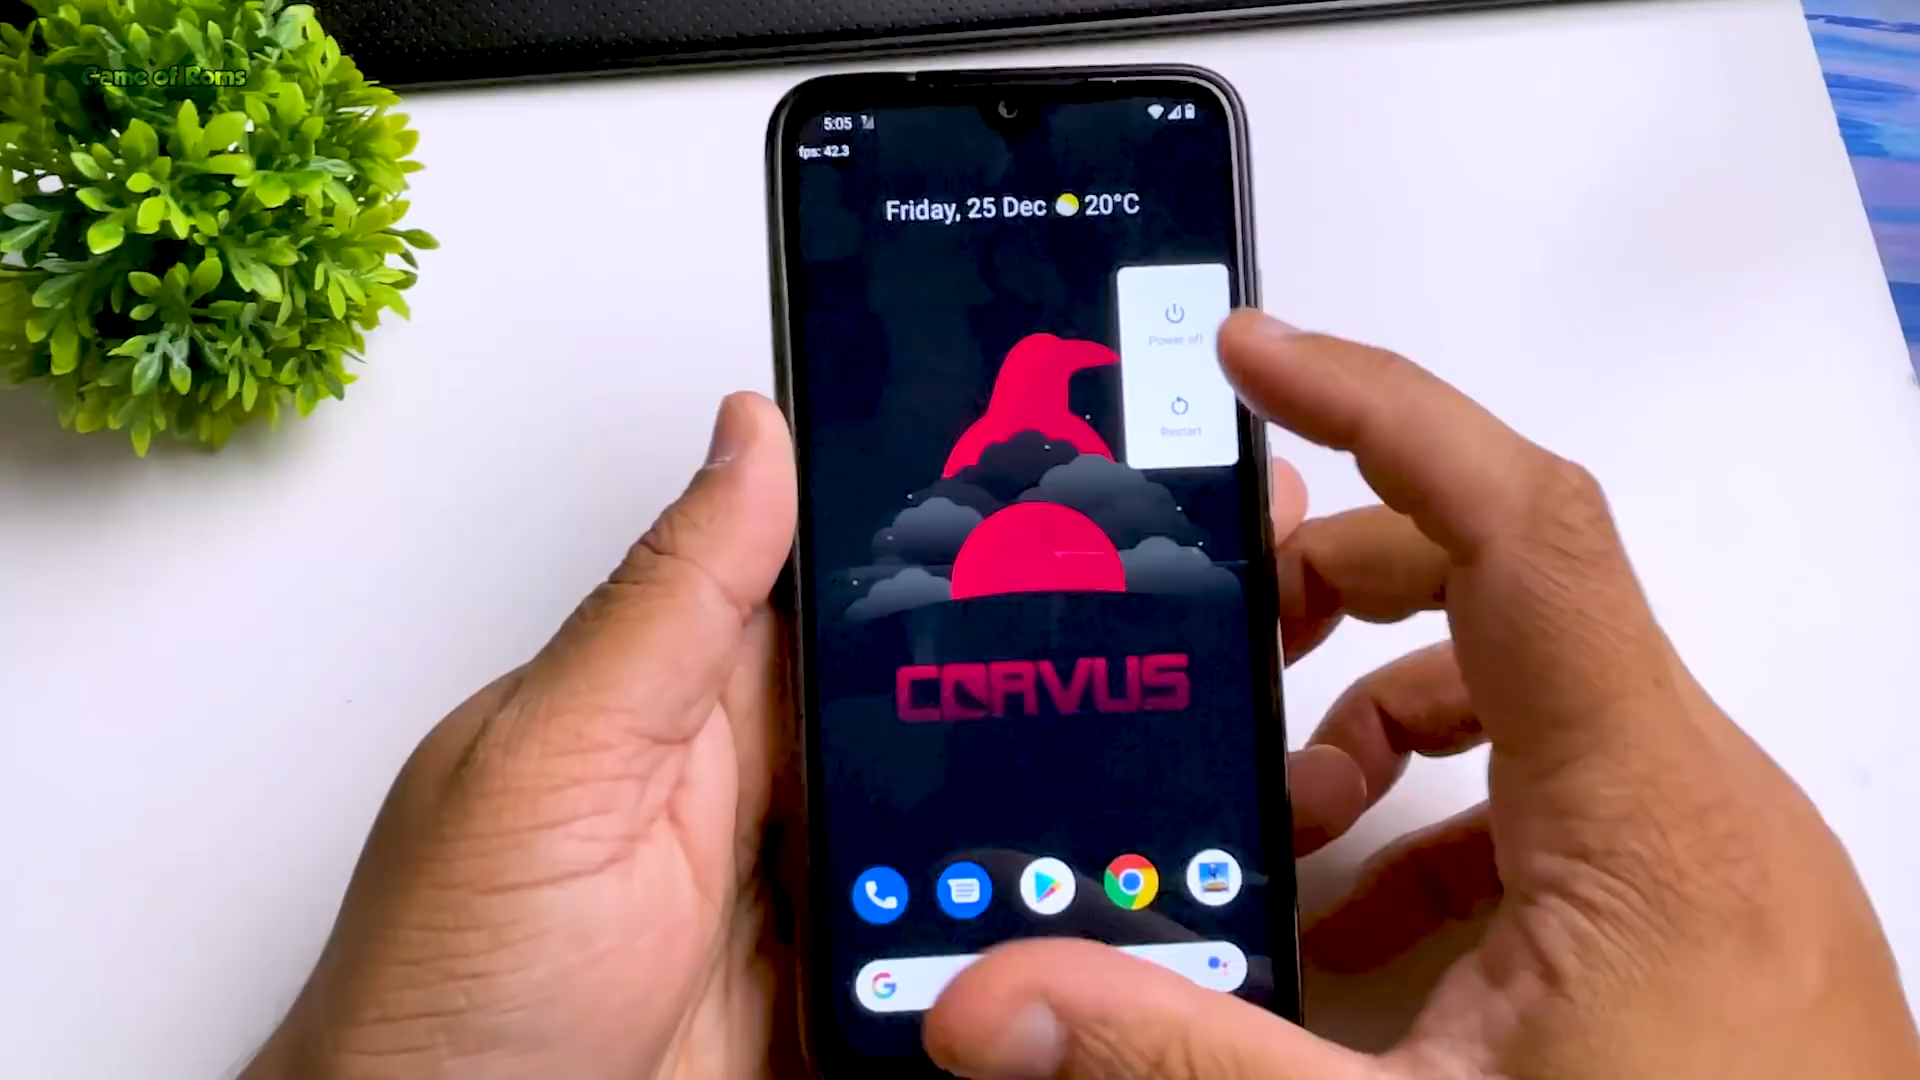 Game of Roms
5:05
fps: 42.3
Friday, 25 Dec 20°C
Power off
Restart
CORVUS